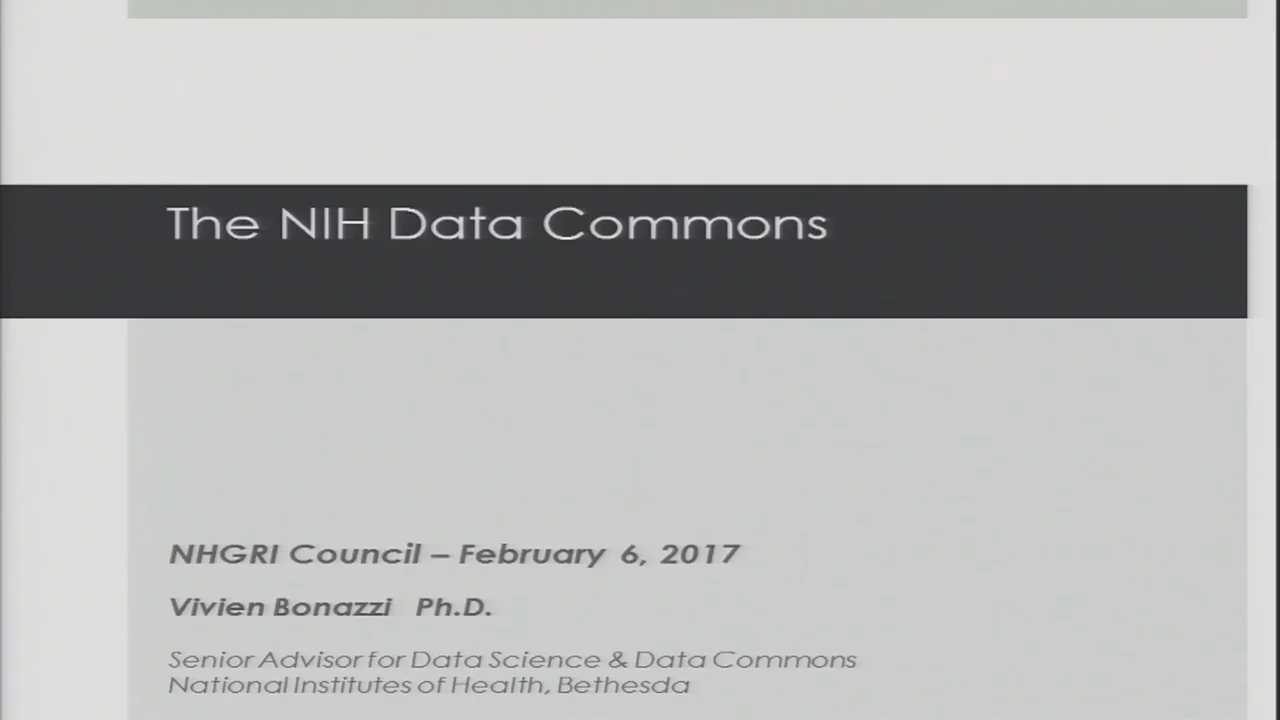 The NIH Data Commons
NHGRI Council – February 6, 2017
Vivien Bonazzi Ph.D.
Senior Advisor for Data Science & Data Commons
National Institutes of Health, Bethesda